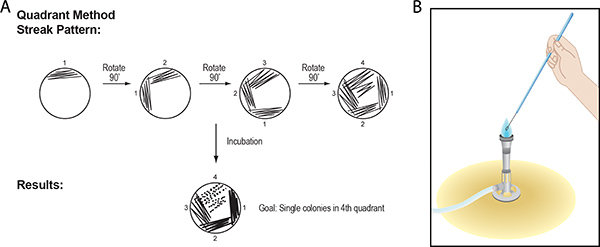 A
Quadrant Method
Streak Pattern:
1
Rotate
90˚
2
1
Rotate
90˚
3
2
1
Rotate
90˚
4
3
1
2
Incubation
Results:
4
3
1
2
Goal: Single colonies in 4th quadrant
B